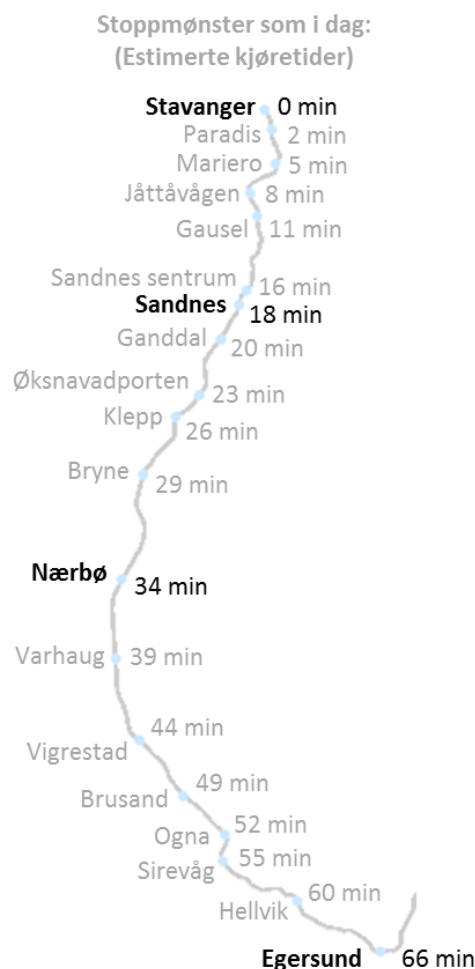 Stoppmønster som i dag:
(Estimerte kjøretider)
Stavanger 0 min
Paradis 2 min
Mariero 5 min
Jåttåvågen 8 min
Gausel 11 min
Sandnes sentrum 16 min
Sandnes 18 min
Ganddal 20 min
Øksnavadporten 23 min
Klepp 26 min
Bryne 29 min
Nærbø 34 min
Varhaug 39 min
Vigrestad 44 min
Brusand 49 min
Ogna 52 min
Sirevåg 55 min
Hellvik 60 min
Egersund 66 min